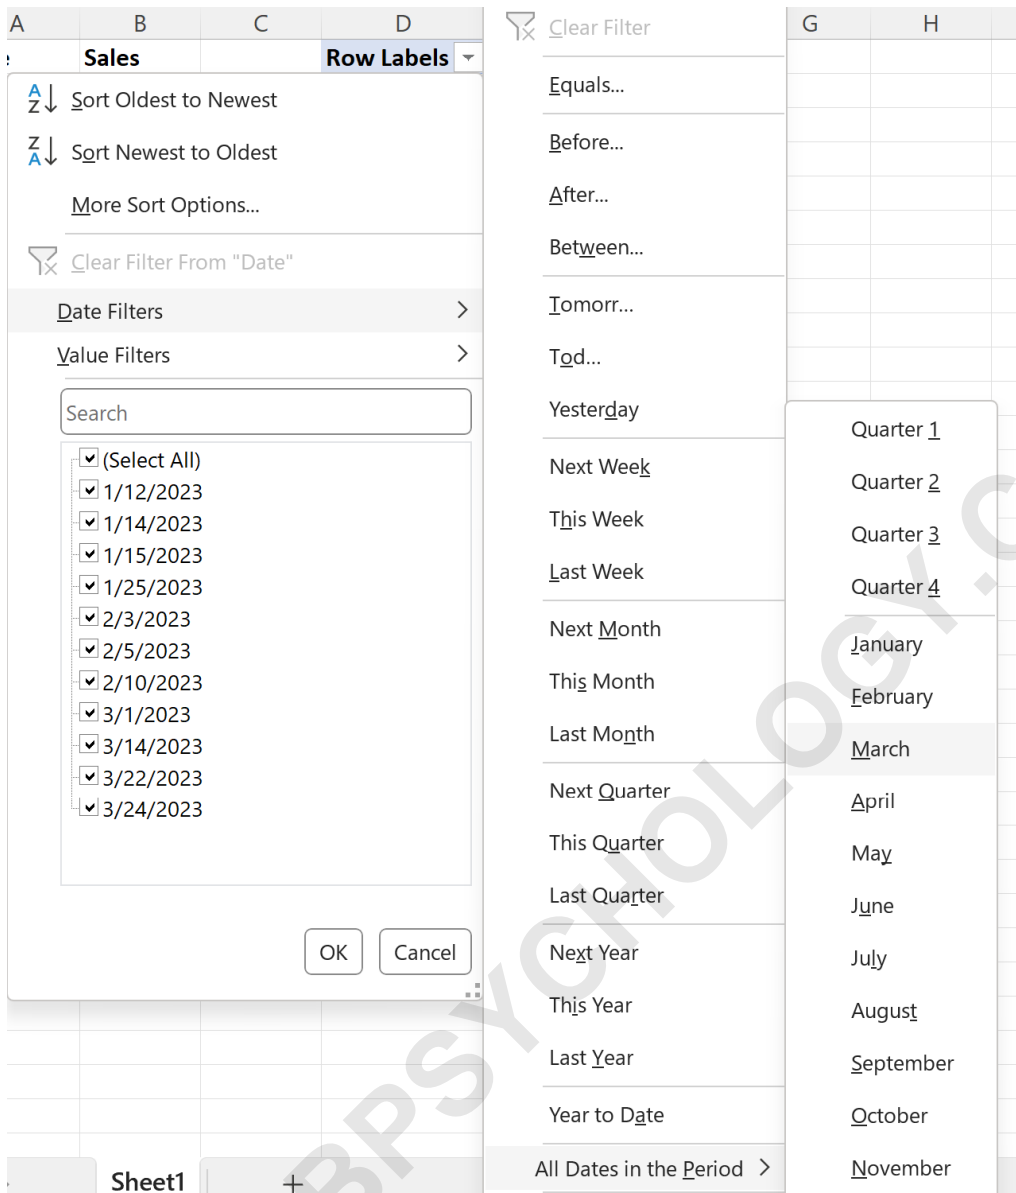 A B C D
Sales
Row Labels
Sort Oldest to Newest
Sort Newest to Oldest
More Sort Options...
Clear Filter From "Date"
Date Filters
Value Filters
Search
(Select All)
1/12/2023
1/14/2023
1/15/2023
1/25/2023
2/3/2023
2/5/2023
2/10/2023
3/1/2023
3/14/2023
3/22/2023
3/24/2023
OK
Cancel
Sheet1
Clear Filter
Equals...
Before...
After...
Between...
Tomorr...
Tod...
Yesterday
Next Week
This Week
Last Week
Next Month
This Month
Last Month
Next Quarter
This Quarter
Last Quarter
Next Year
This Year
Last Year
Year to Date
All Dates in the Period
G H
Quarter 1
Quarter 2
Quarter 3
Quarter 4
January
February
March
April
May
June
July
August
September
October
November
BPSYCHOLOGY.C